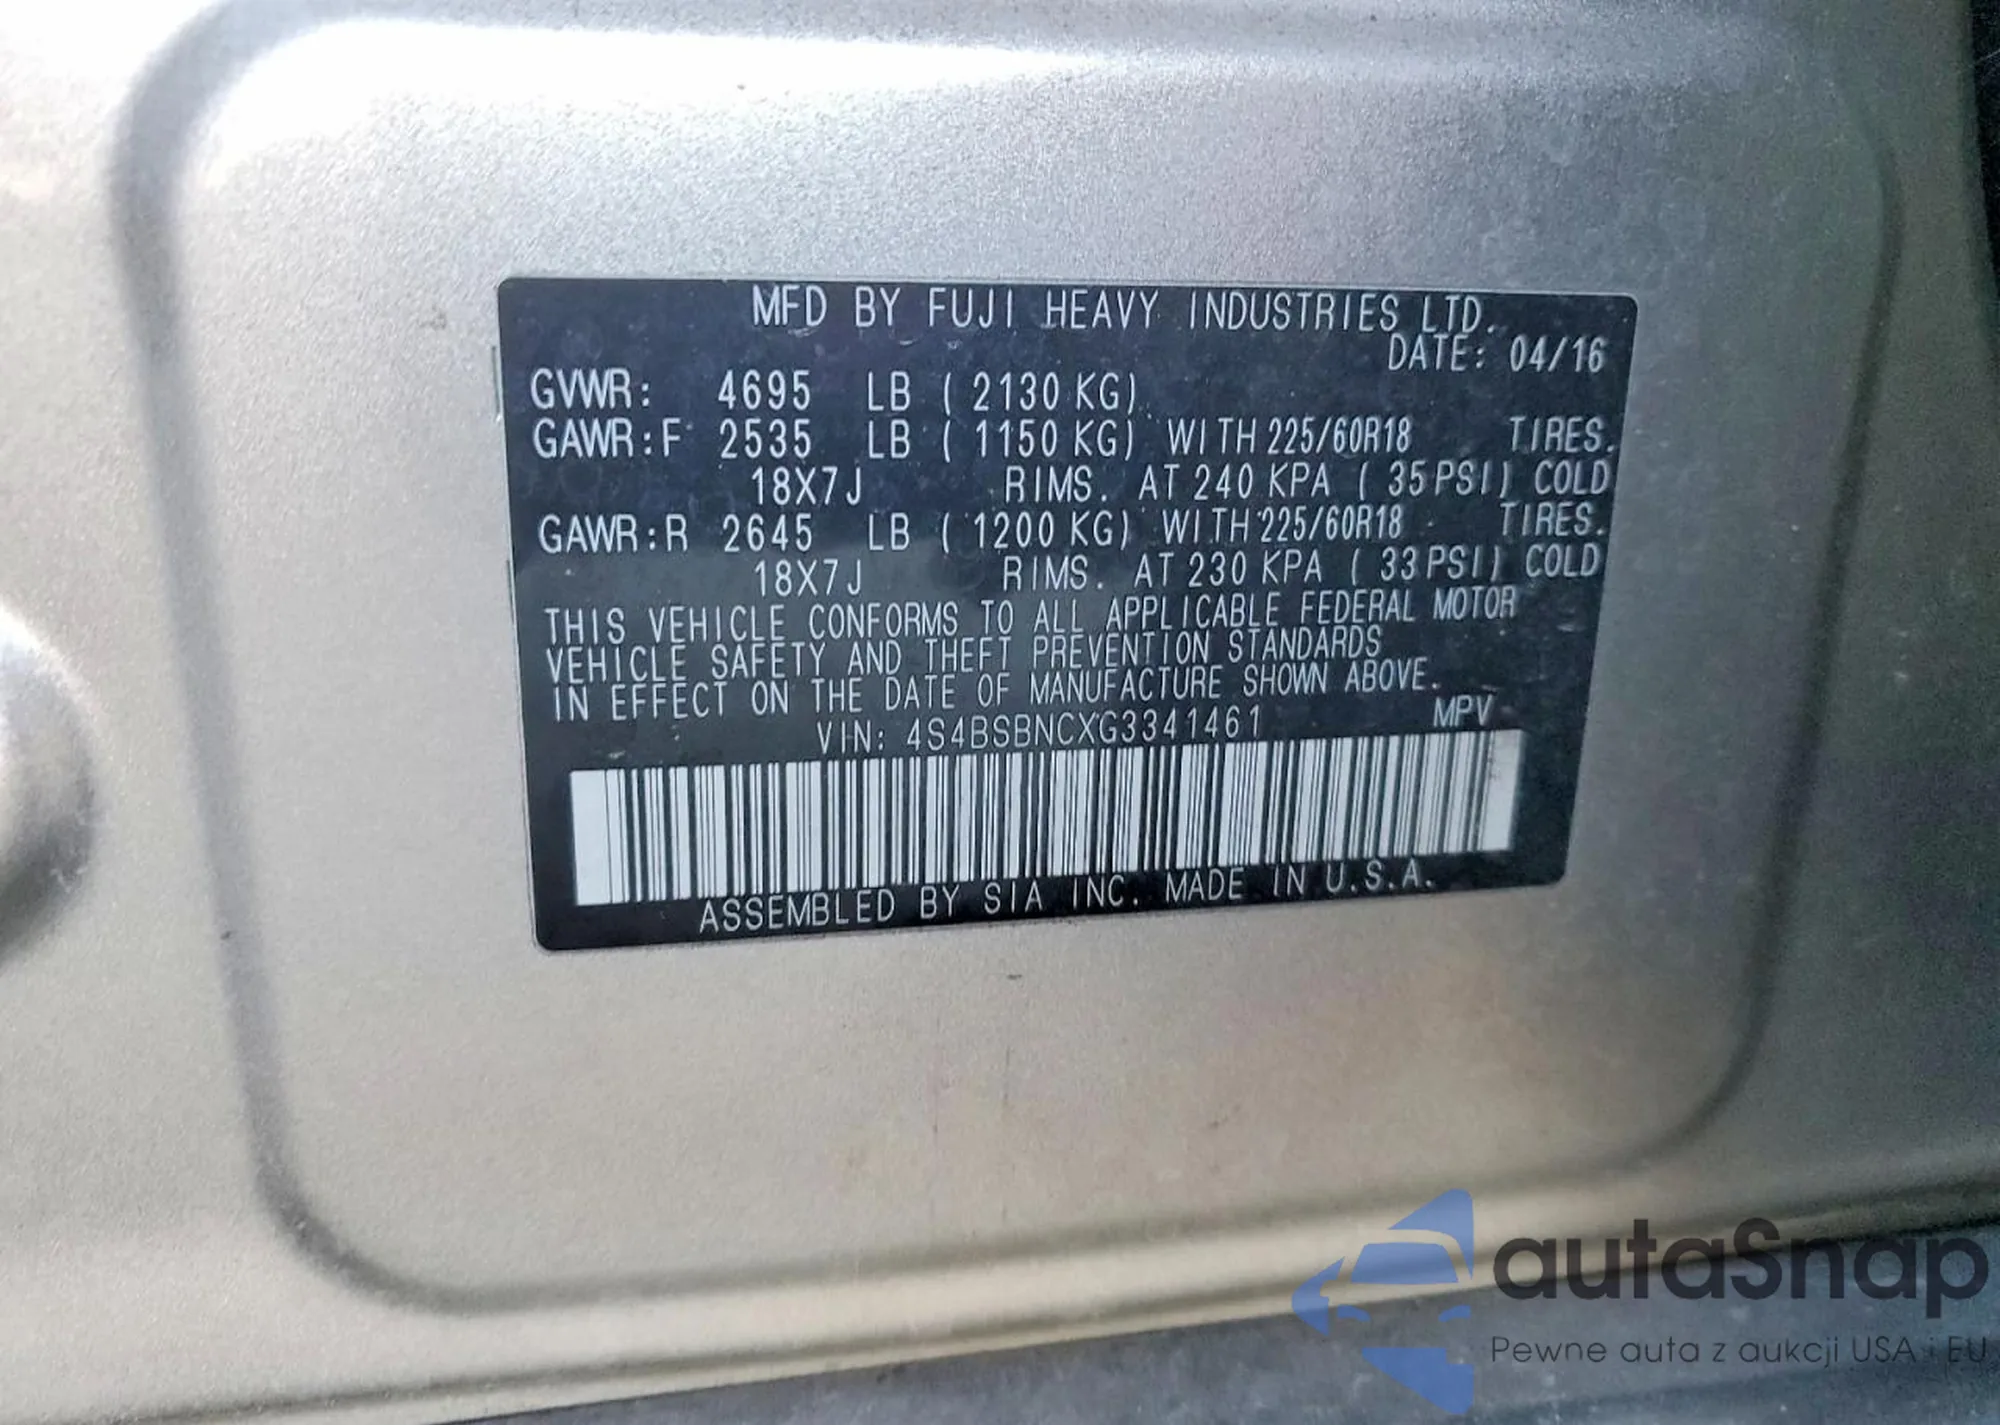 MFD BY FUJI HEAVY INDUSTRIES LTD.
DATE: 04/16
GVWR: 4695 LB ( 2130 KG)
GAWR:F 2535 LB ( 1150 KG) WITH 225/60R18 TIRES.
18X7J RIMS. AT 240 KPA ( 35 PSI) COLD
GAWR:R 2645 LB ( 1200 KG) WITH 225/60R18 TIRES.
18X7J RIMS. AT 230 KPA ( 33 PSI) COLD
THIS VEHICLE CONFORMS TO ALL APPLICABLE FEDERAL MOTOR
VEHICLE SAFETY AND THEFT PREVENTION STANDARDS
IN EFFECT ON THE DATE OF MANUFACTURE SHOWN ABOVE.
VIN: 4S4BSBNCXG3341461 MPV
ASSEMBLED BY SIA INC. MADE IN U.S.A.
autaSnap
Pewne auta z aukcji USA i EU